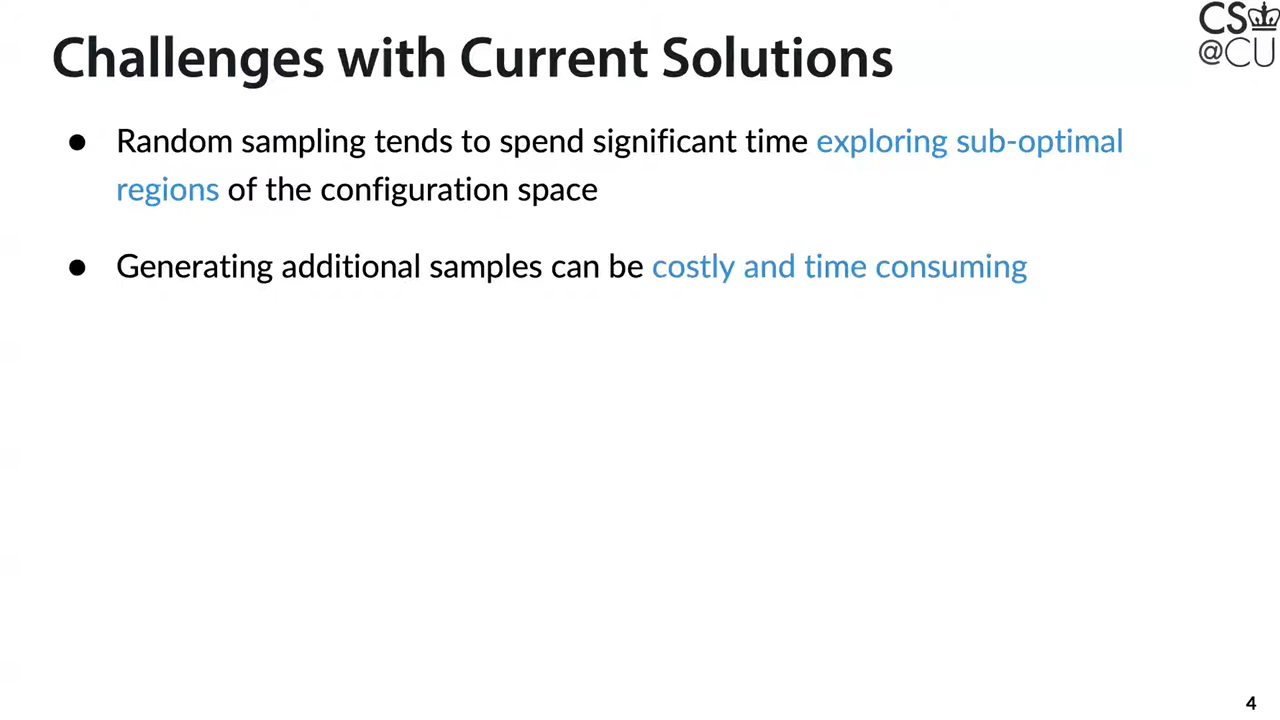 CS
@CU
Challenges with Current Solutions
● Random sampling tends to spend significant time exploring sub-optimal
regions of the configuration space
● Generating additional samples can be costly and time consuming
4